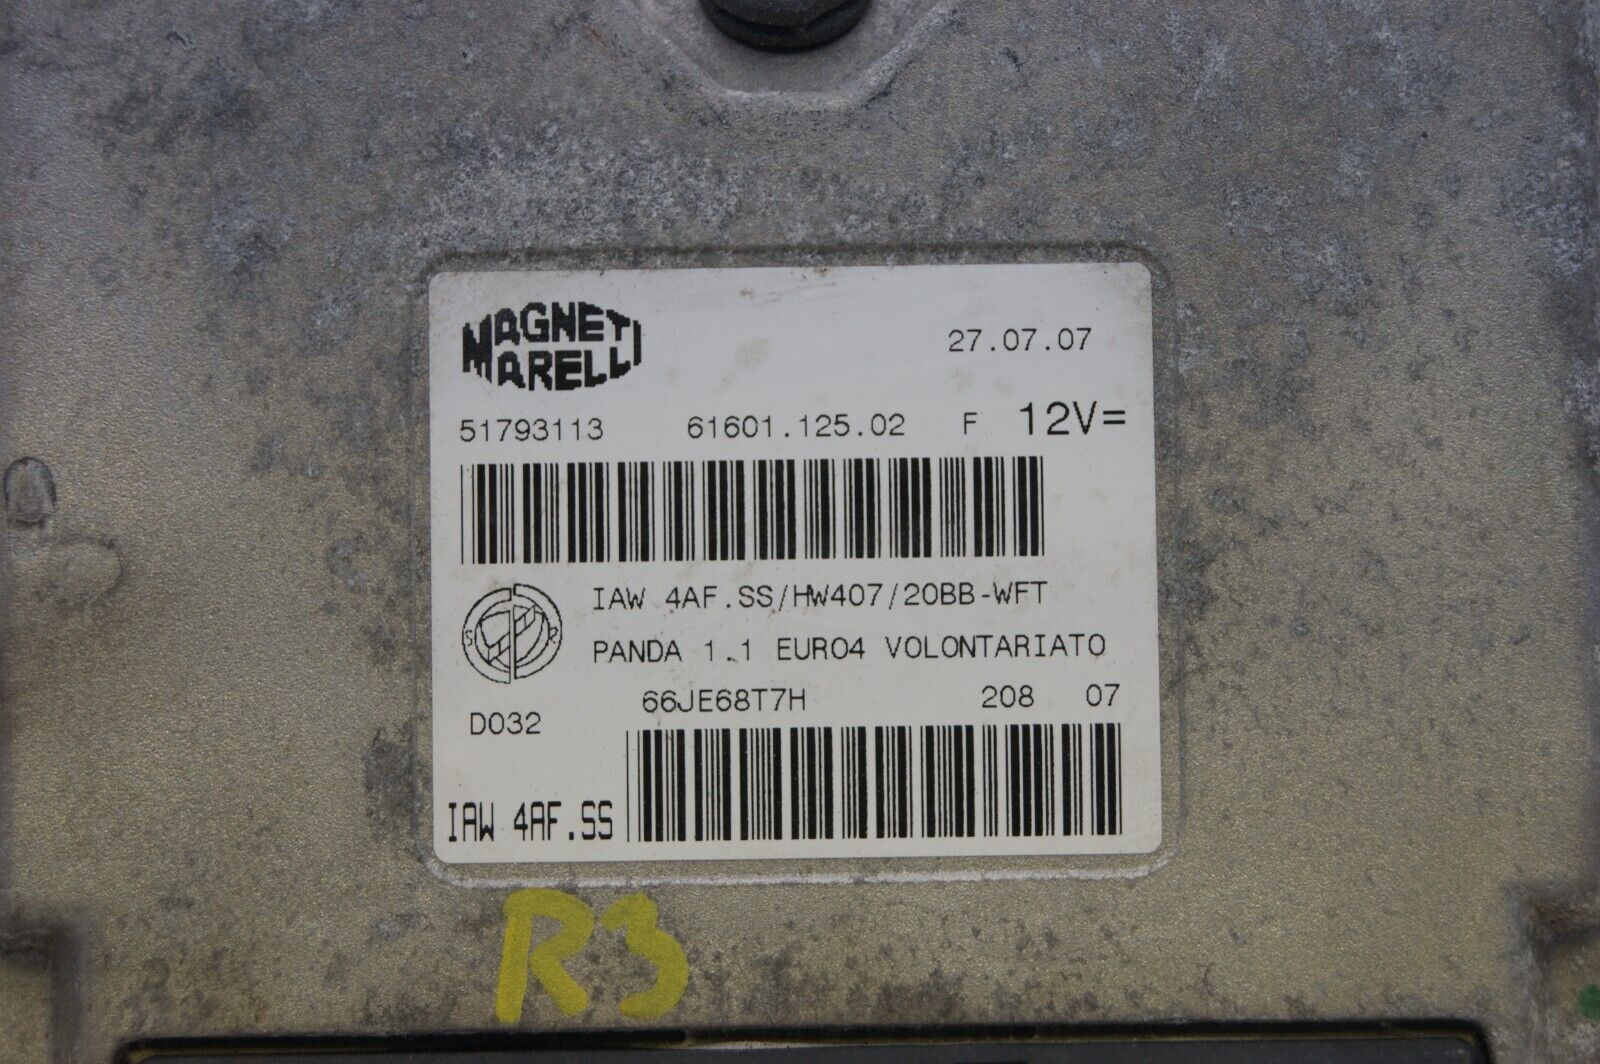 MAGNETI
MARELLI
27.07.07
51793113 61601.125.02 F 12V=
IAW 4AF.SS/HW407/20BB-WFT
PANDA 1.1 EURO4 VOLONTARIATO
66JE68T7H 208 07
D032
IAW 4AF.SS
R3